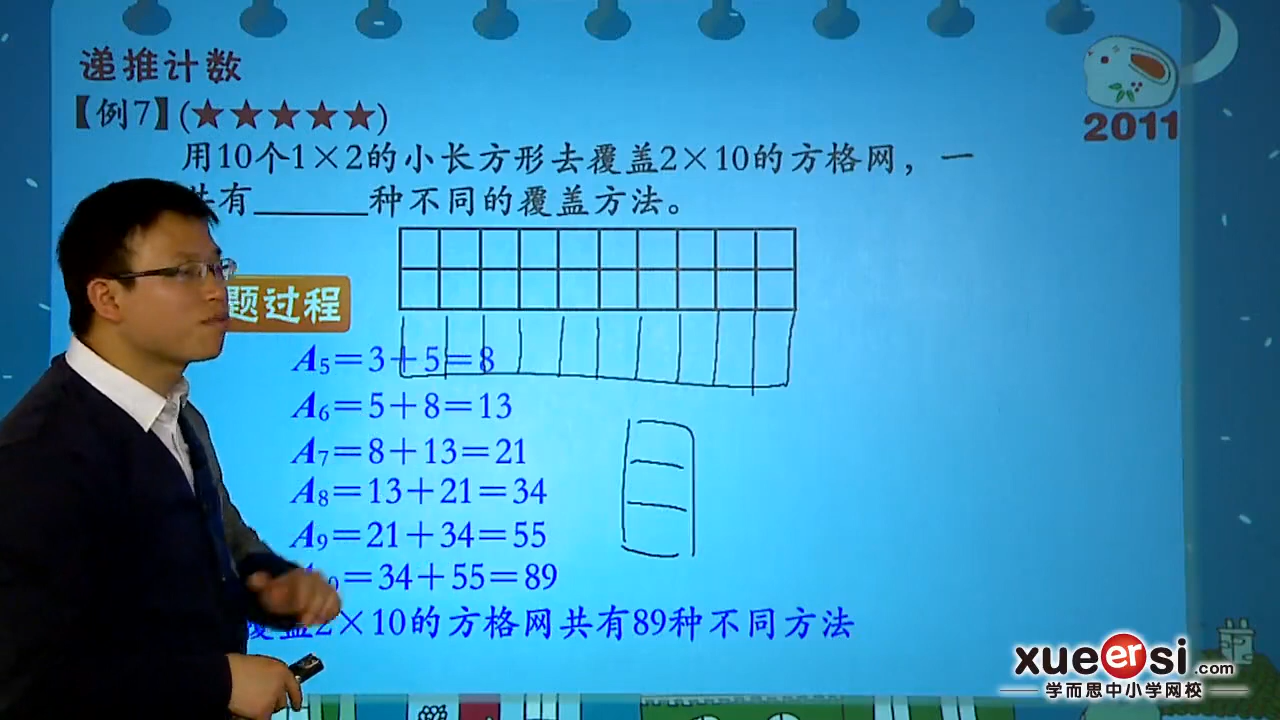 递推计数
【例7】(★★★★★)
用10个1×2的小长方形去覆盖2×10的方格网，一
共有______种不同的覆盖方法。
题过程
A₅=3+5=8
A₆=5+8=13
A₇=8+13=21
A₈=13+21=34
A₉=21+34=55
A₁₀=34+55=89
覆盖2×10的方格网共有89种不同方法
2011
xueersi.com
学而思中小学网校